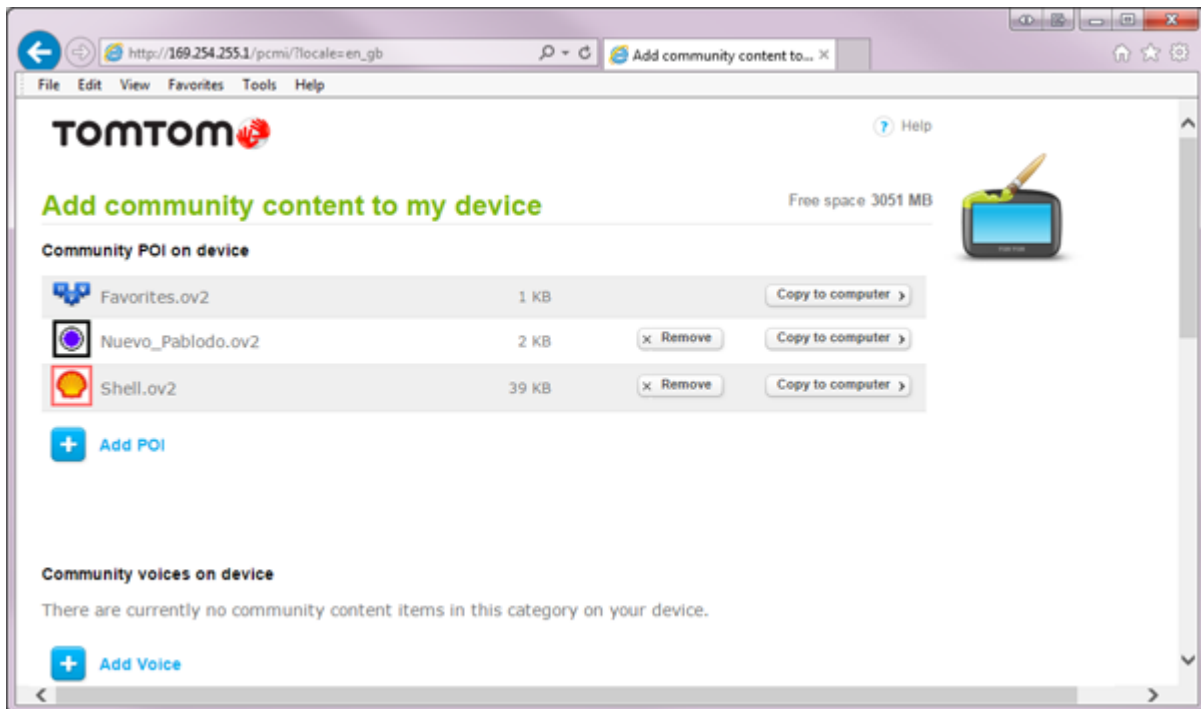 http://169.254.255.1/pcmi/?locale=en_gb
Add community content to...
File Edit View Favorites Tools Help
TOMTOM
? Help
Add community content to my device
Free space 3051 MB
Community POI on device
Favorites.ov2 1 KB Copy to computer
Nuevo_Pablodo.ov2 2 KB x Remove Copy to computer
Shell.ov2 39 KB x Remove Copy to computer
+ Add POI
Community voices on device
There are currently no community content items in this category on your device.
+ Add Voice